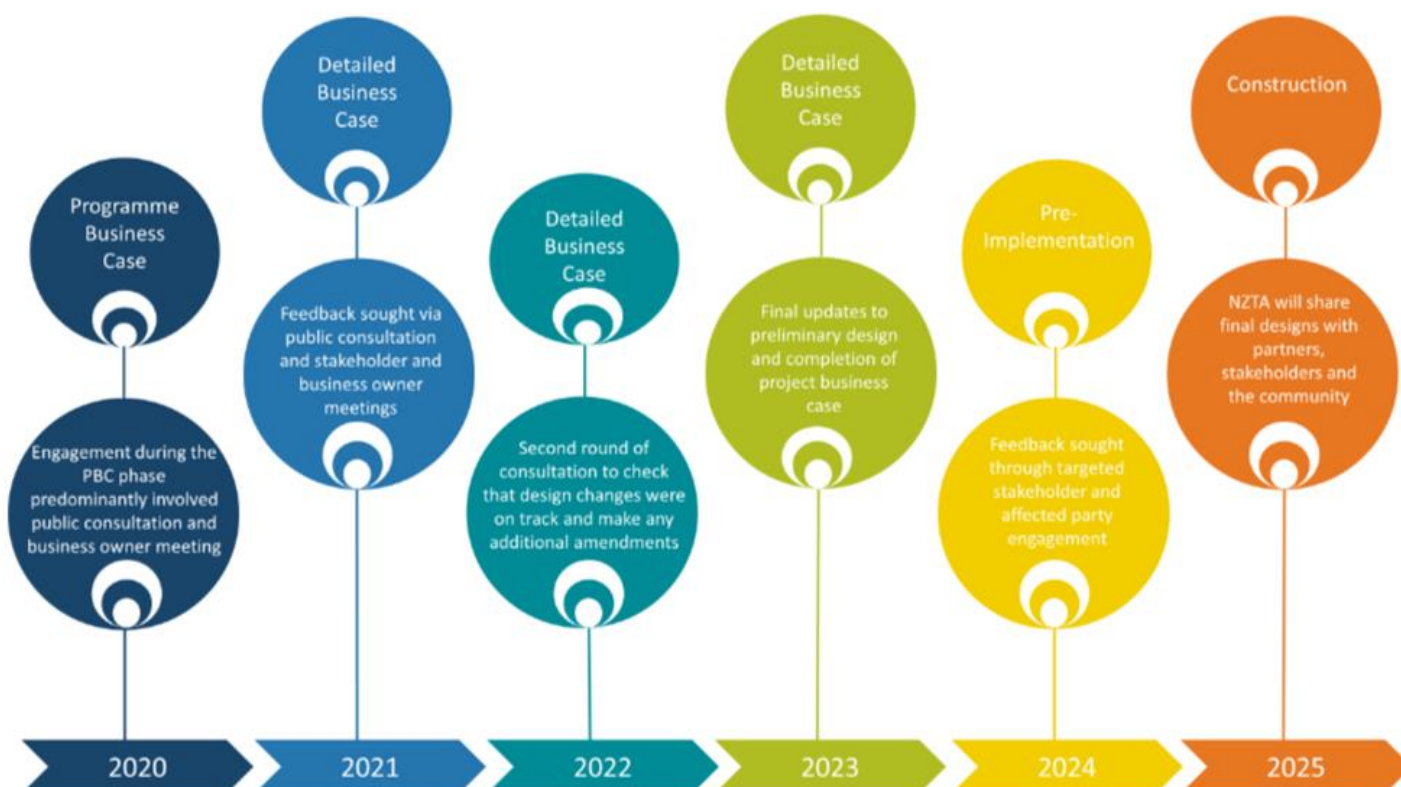 Programme
Business
Case
Engagement during the
PBC phase
predominantly involved
public consultation and
business owner meeting
2020
Detailed
Business
Case
Feedback sought via
public consultation
and stakeholder and
business owner
meetings
2021
Detailed
Business
Case
Second round of
consultation to check
that design changes were
on track and make any
additional amendments
2022
Detailed
Business
Case
Final updates to
preliminary design
and completion of
project business
case
2023
Pre-
Implementation
Feedback sought
through targeted
stakeholder and
affected party
engagement
2024
Construction
NZTA will share
final designs with
partners,
stakeholders and
the community
2025